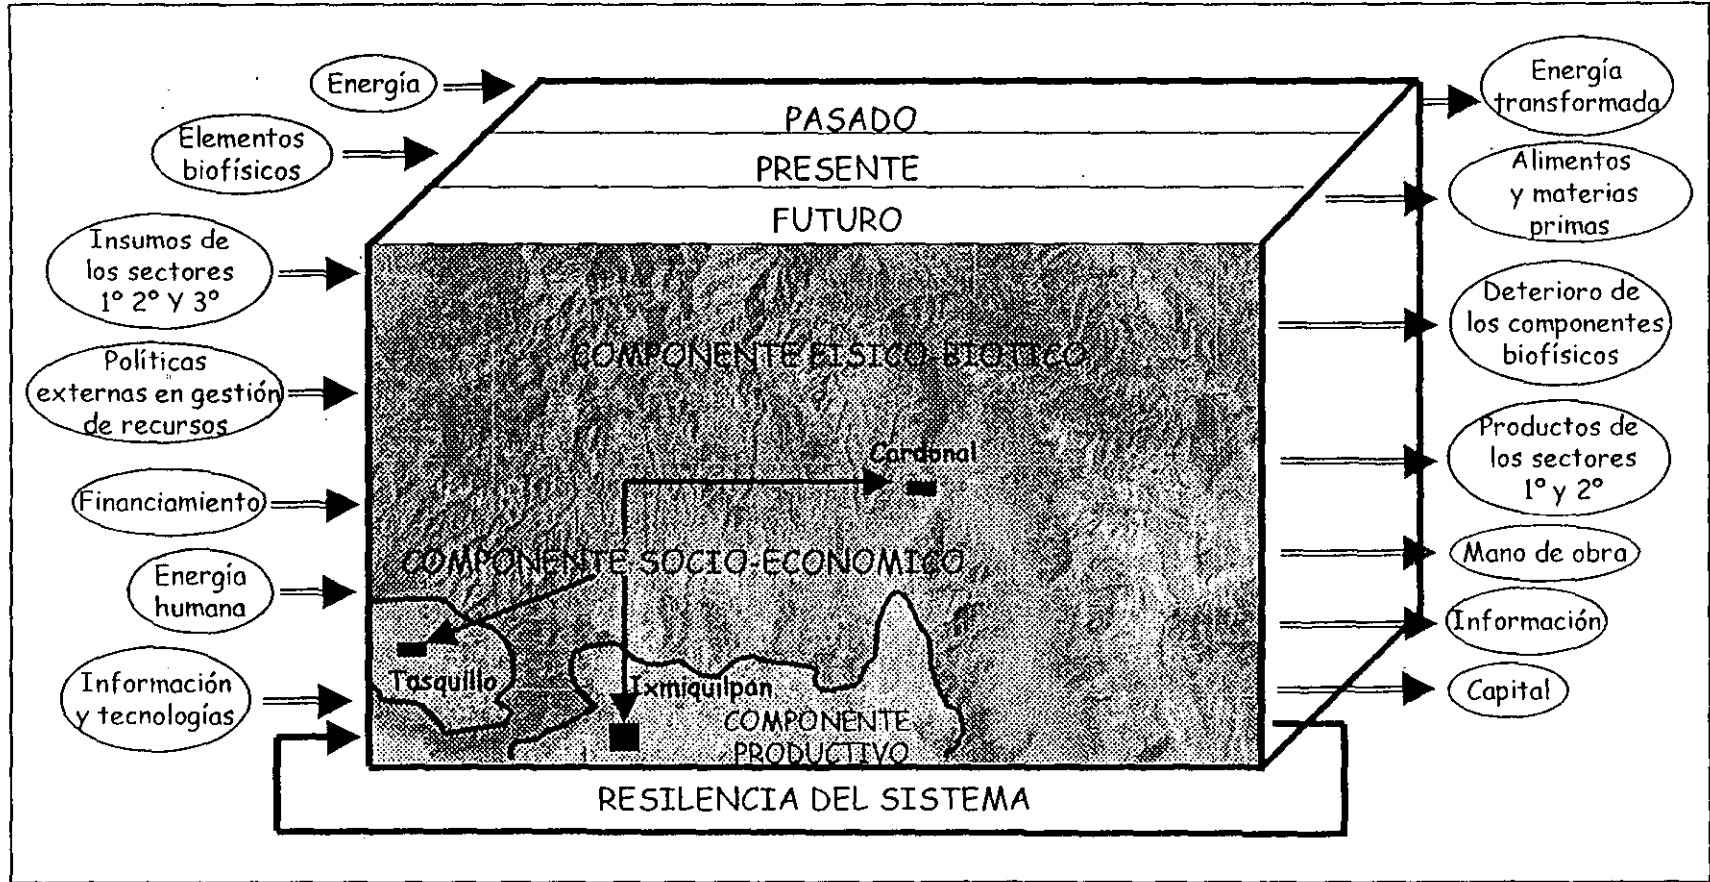 Energía
Elementos
biofísicos
Insumos de
los sectores
1° 2° Y 3°
Políticas
externas en gestión
de recursos
Financiamiento
Energía
humana
Información
y tecnologías
PASADO
PRESENTE
FUTURO
COMPONENTE FISICO-BIOTICO
Cardonal
COMPONENTE SOCIO-ECONOMICO
Tasquillo
Ixmiquilpan
COMPONENTE
PRODUCTIVO
RESILENCIA DEL SISTEMA
Energía
transformada
Alimentos
y materias
primas
Deterioro de
los componentes
biofísicos
Productos de
los sectores
1° y 2°
Mano de obra
Información
Capital